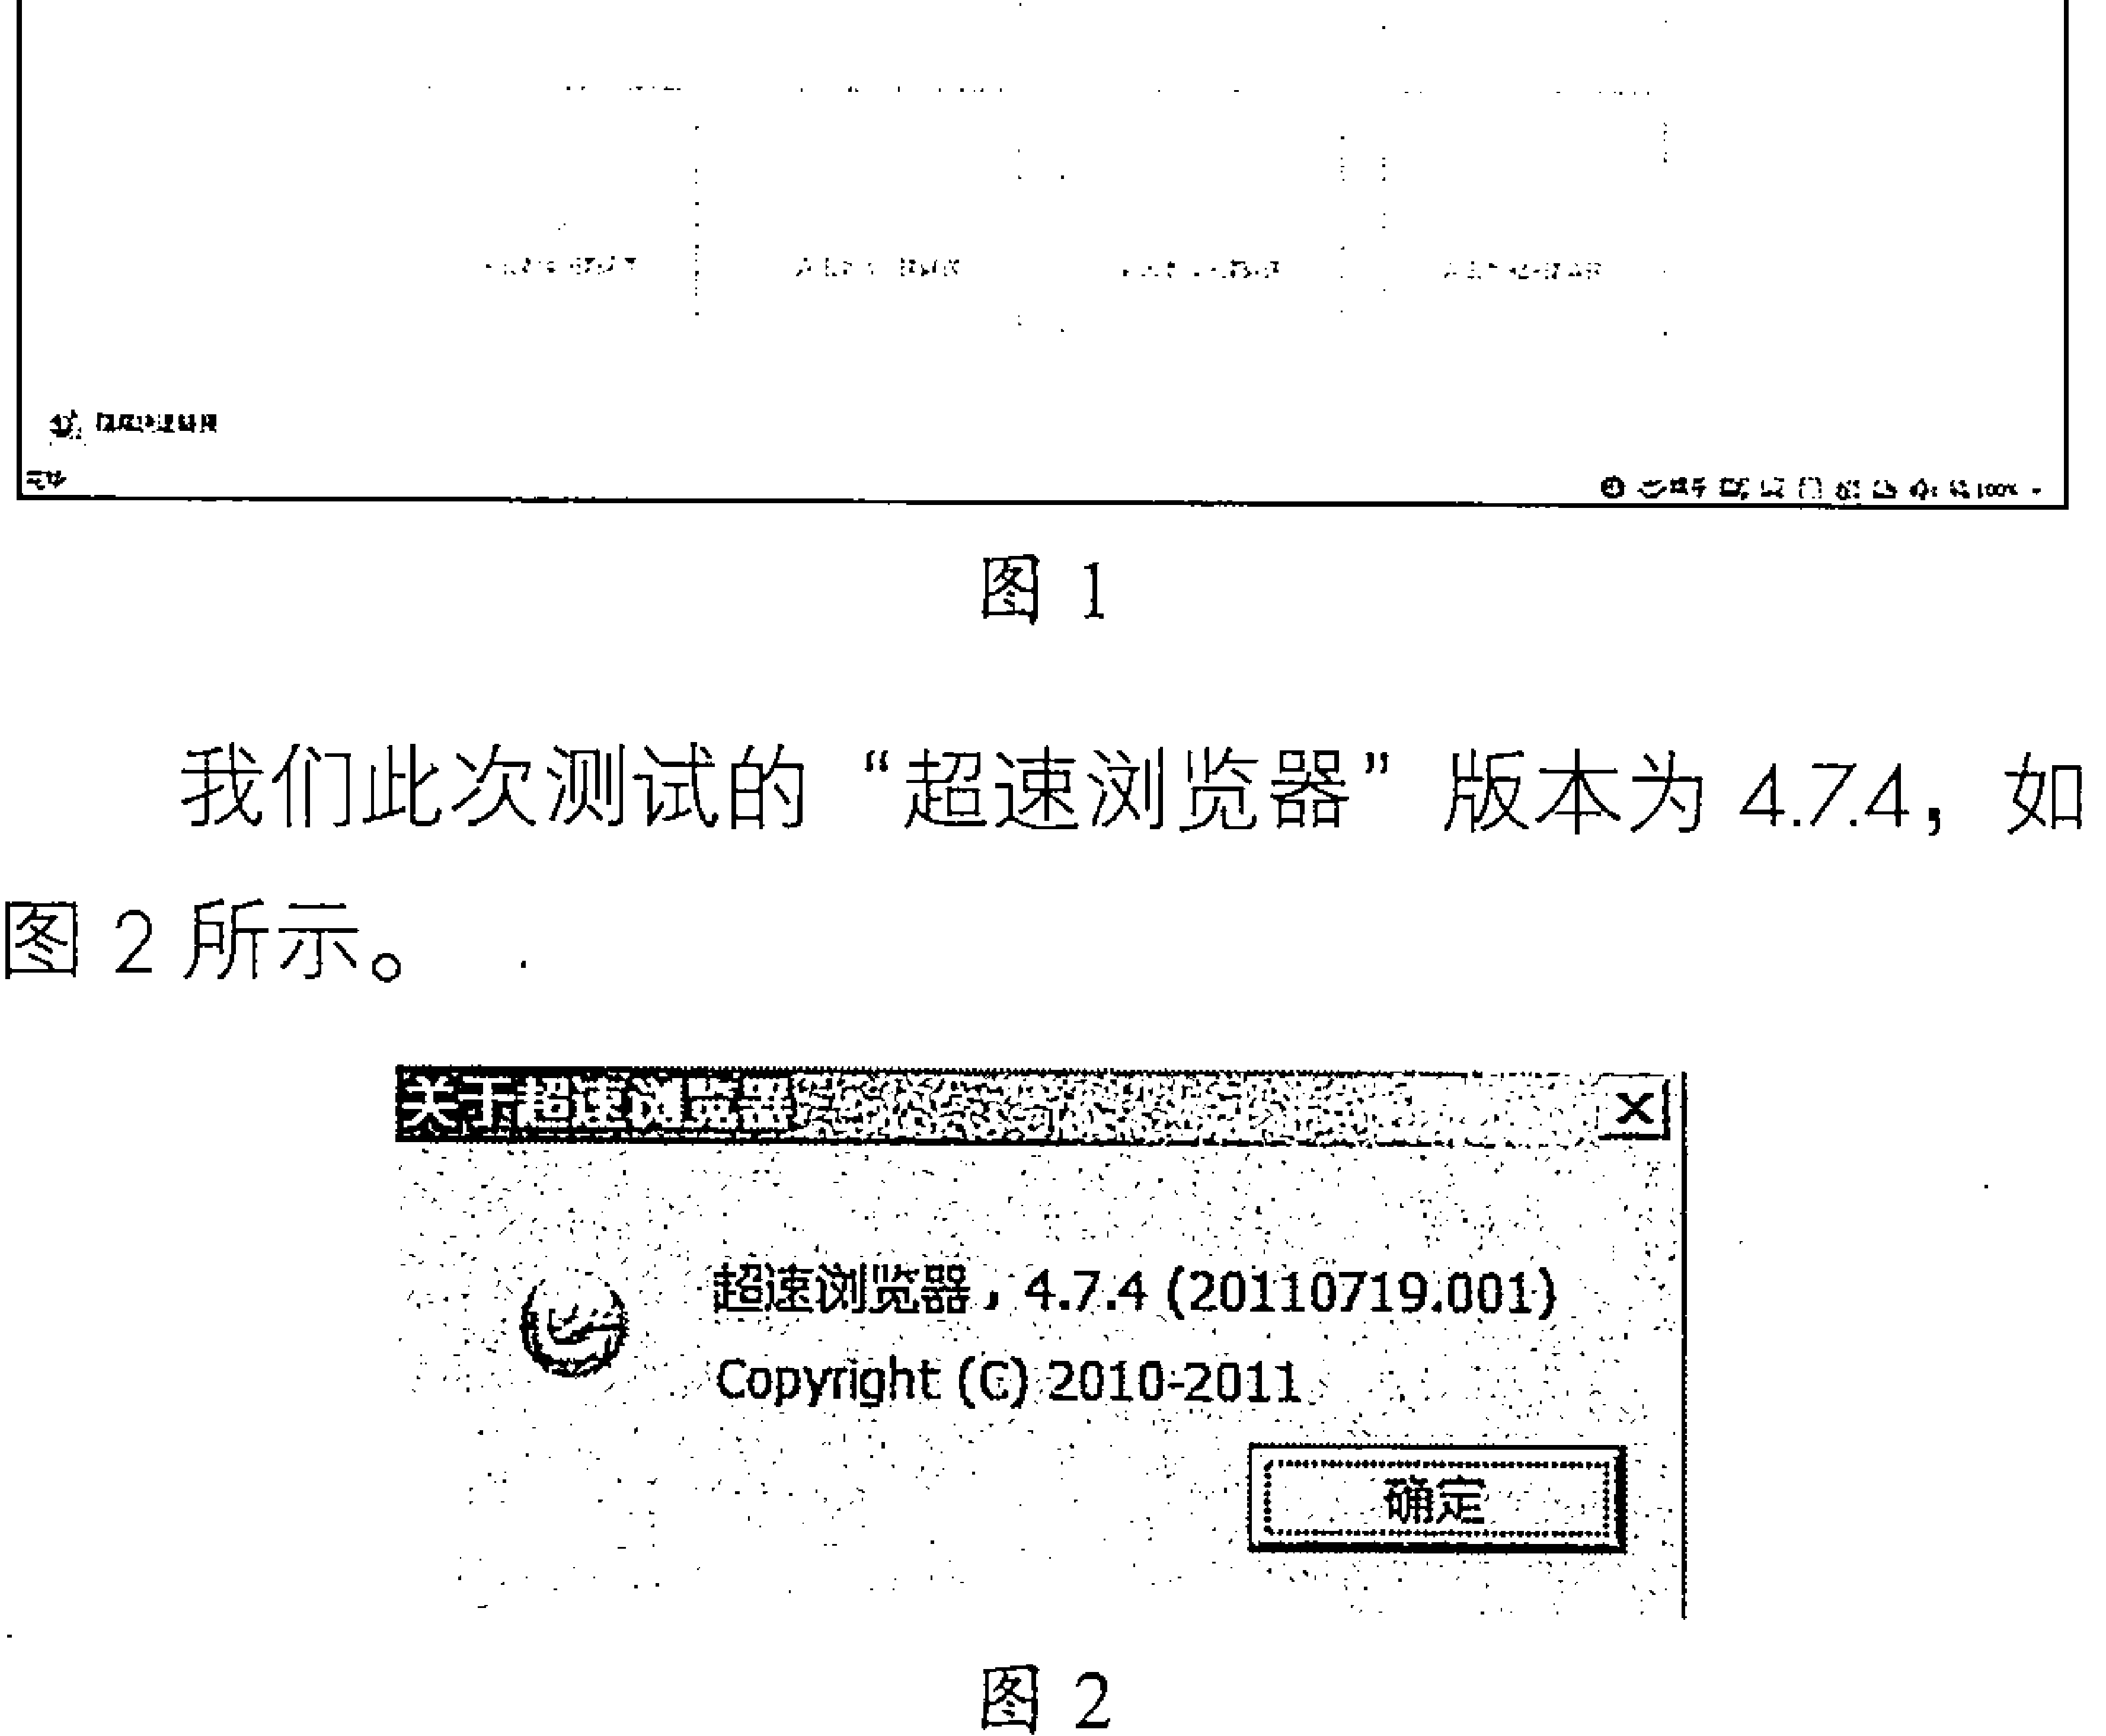 100%
图 1
我们此次测试的“超速浏览器”版本为 4.7.4，如
图 2 所示。
关于超速浏览器
超速浏览器，4.7.4 (20110719.001)
Copyright (C) 2010-2011
确定
图 2